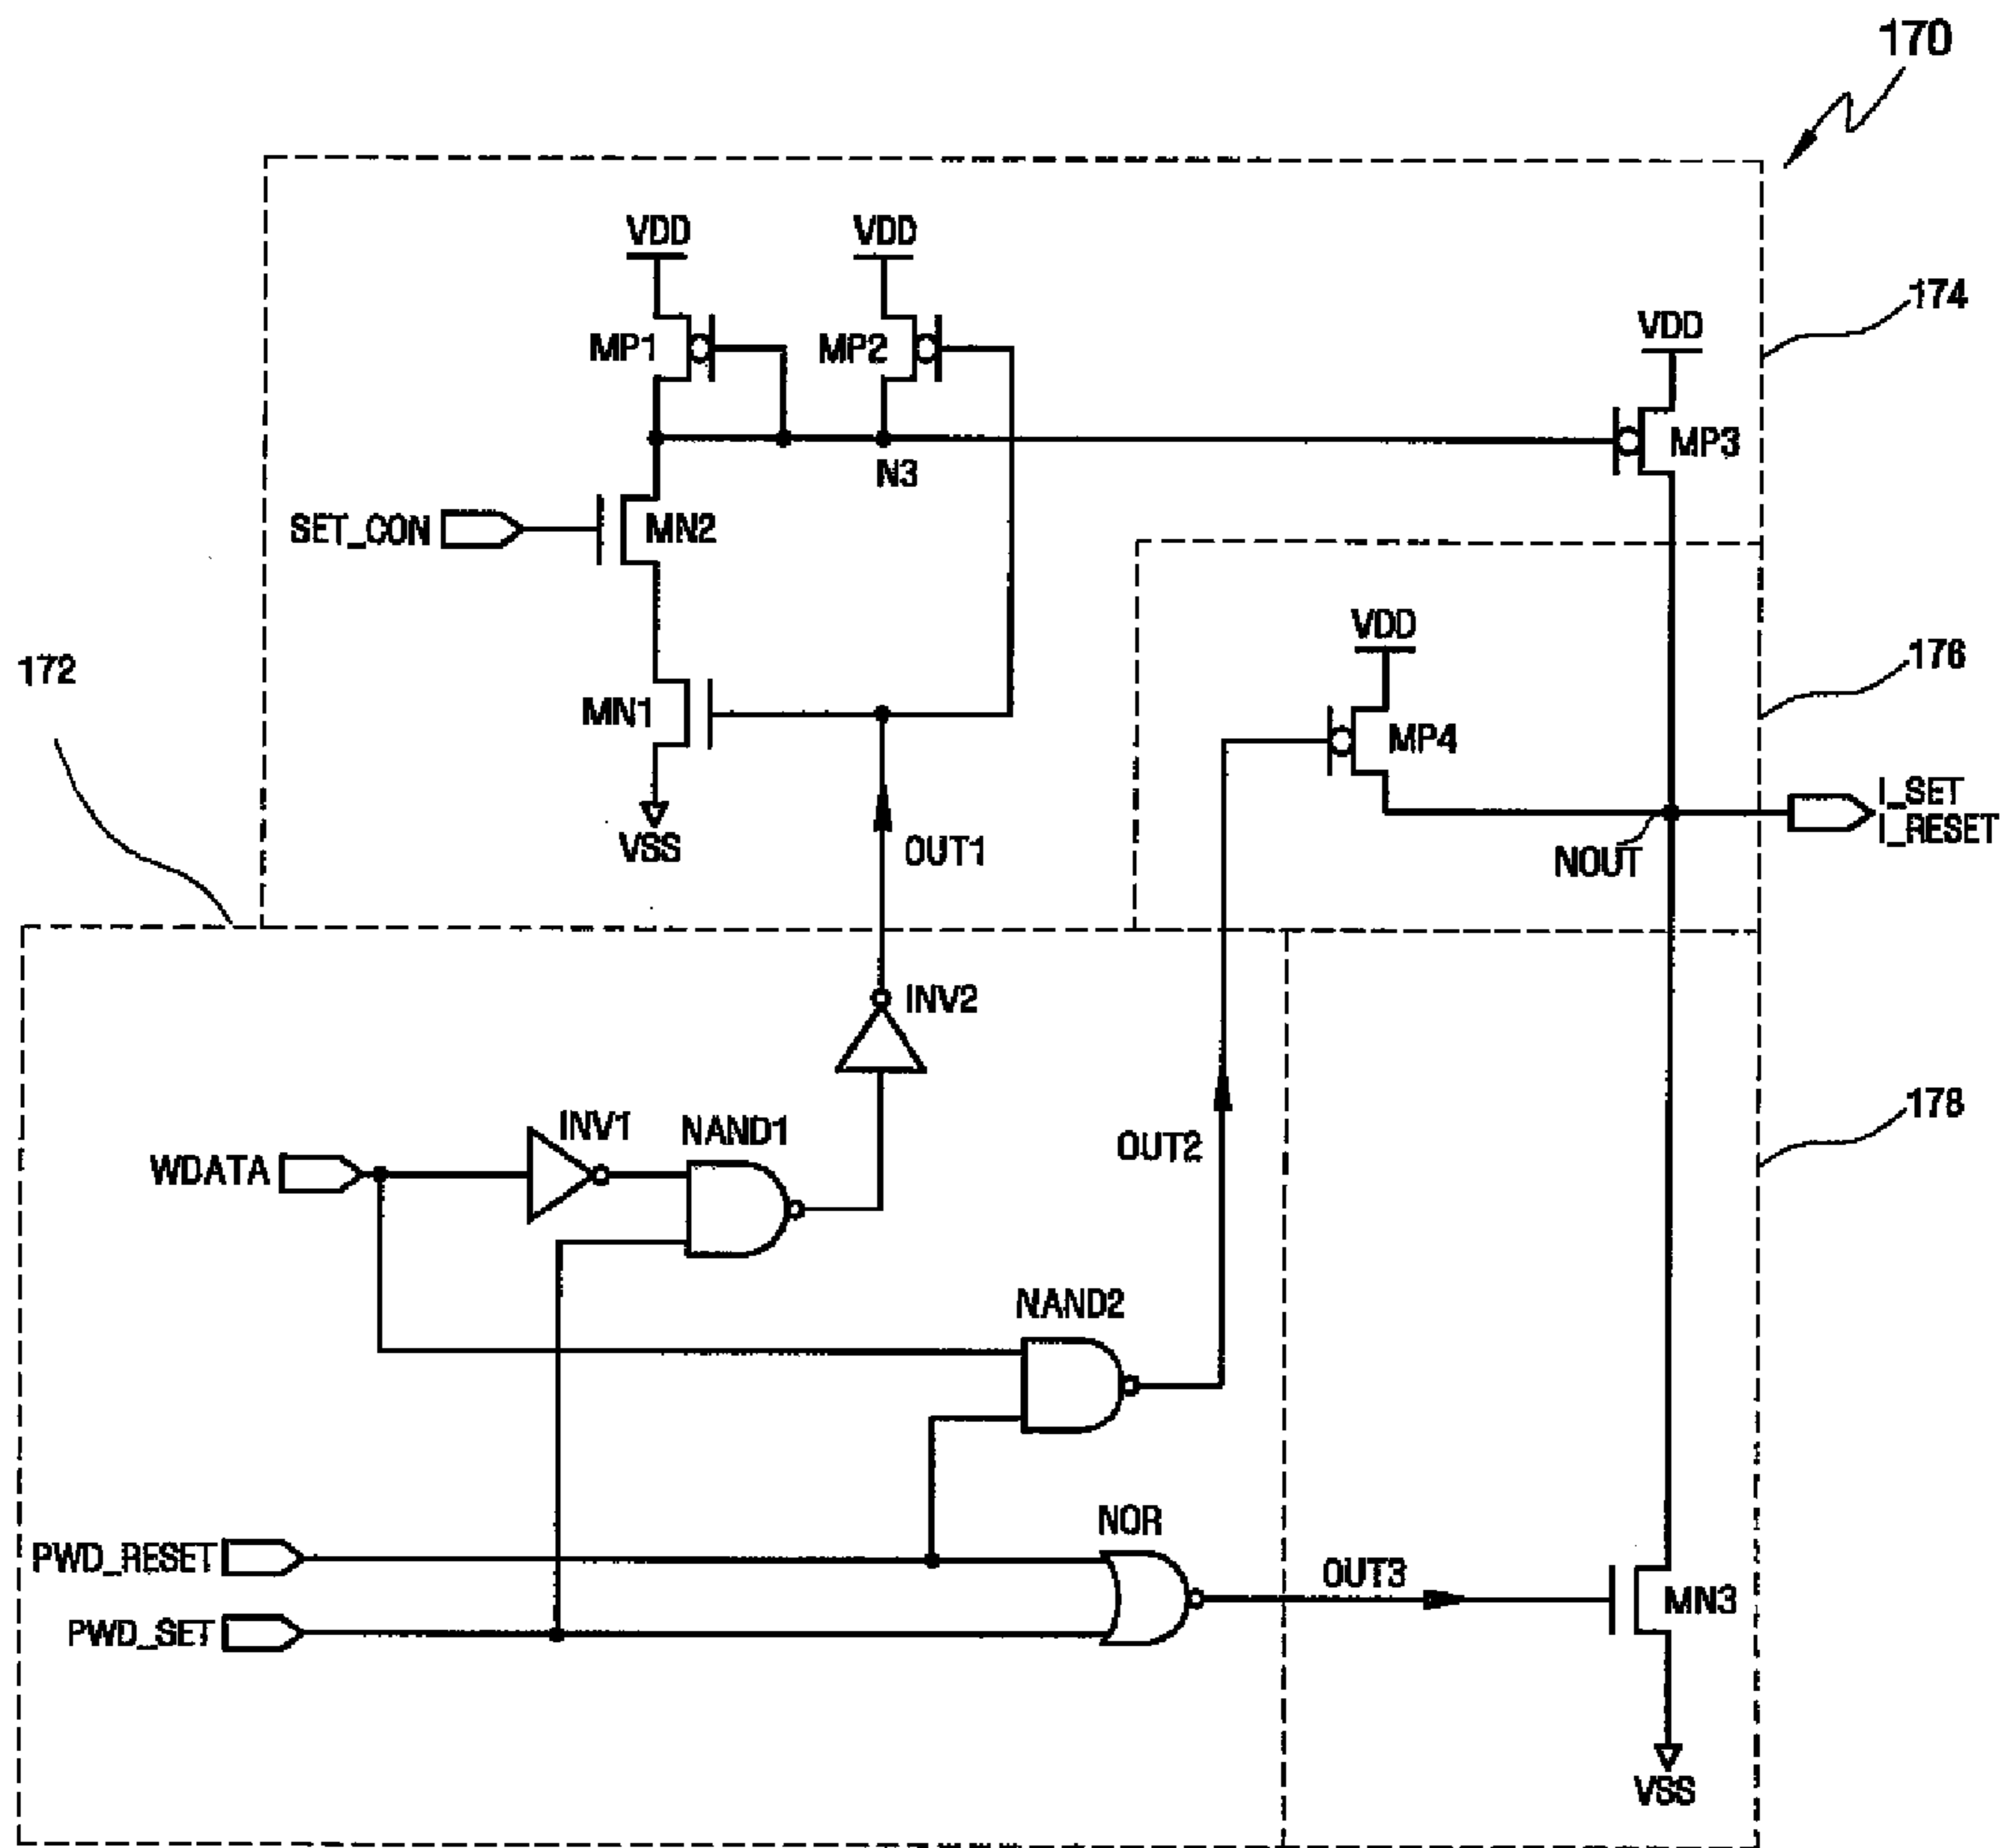 170
VDD
VDD
174
VDD
MP1
MP2
MP3
N3
SET_CON
MN2
VDD
176
172
MN1
MP4
I_SET
I_RESET
VSS
OUT1
NOUT
INV2
INV1
NAND1
178
OUT2
WDATA
NAND2
NOR
PWD_RESET
OUT3
MN3
PWD_SET
VSS